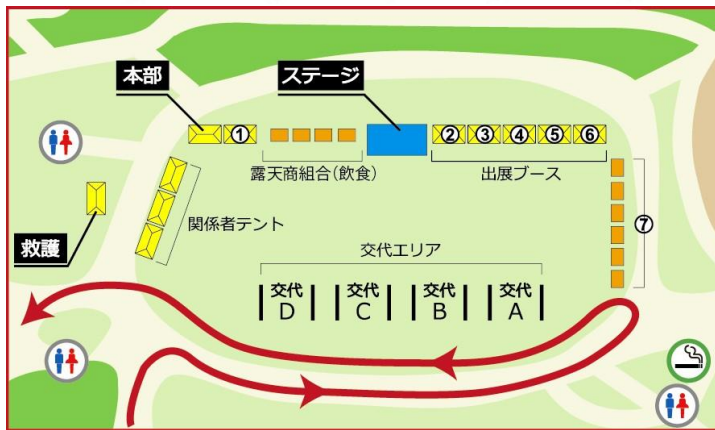 本部
ステージ
①
②
③
④
⑤
⑥
露天商組合(飲食)
出展ブース
関係者テント
⑦
救護
交代エリア
交代
D
交代
C
交代
B
交代
A